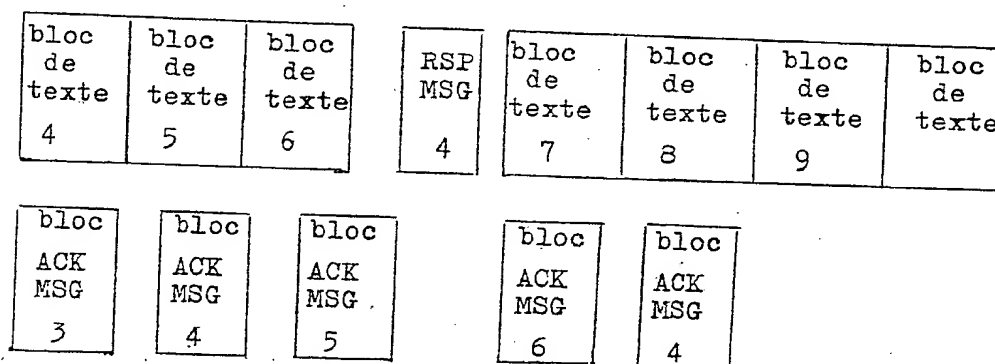 bloc
de
texte
4
bloc
de
texte
5
bloc
de
texte
6
RSP
MSG
4
bloc
de
texte
7
bloc
de
texte
8
bloc
de
texte
9
bloc
de
texte
bloc
ACK
MSG
3
bloc
ACK
MSG
4
bloc
ACK
MSG
5
bloc
ACK
MSG
6
bloc
ACK
MSG
4